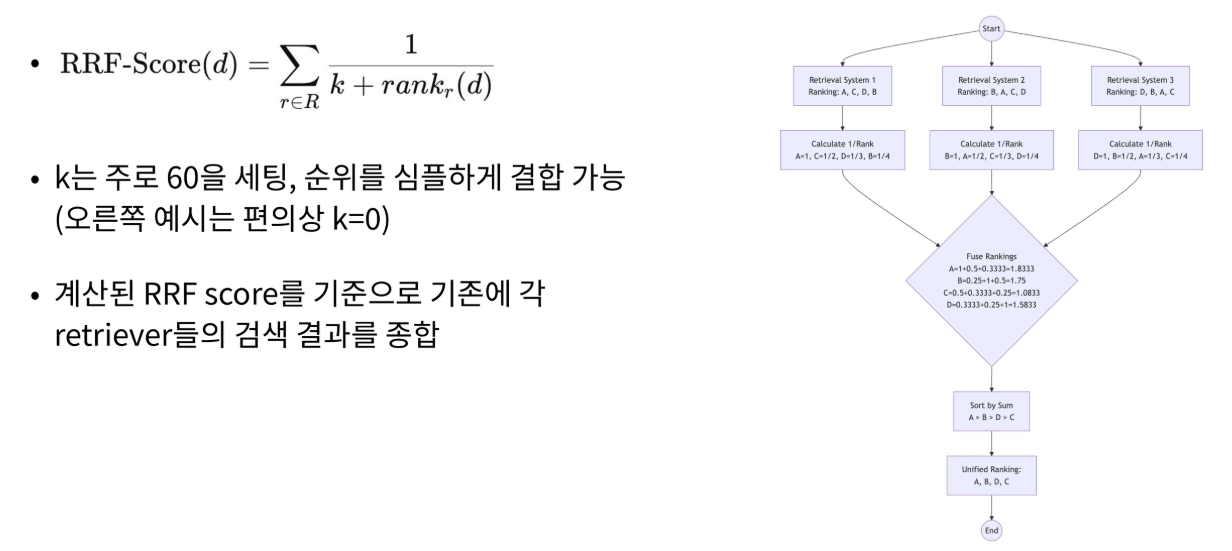 • RRF-Score(d) = ∑_{r∈R} 1 / (k + rank_r(d))
• k는 주로 60을 세팅, 순위를 심플하게 결합 가능
(오른쪽 예시는 편의상 k=0)
• 계산된 RRF score를 기준으로 기존에 각
retriever들의 검색 결과를 종합
Start
Retrieval System 1
Ranking: A, C, D, B
Retrieval System 2
Ranking: B, A, C, D
Retrieval System 3
Ranking: D, B, A, C
Calculate 1/Rank
A=1, C=1/2, D=1/3, B=1/4
Calculate 1/Rank
B=1, A=1/2, C=1/3, D=1/4
Calculate 1/Rank
D=1, B=1/2, A=1/3, C=1/4
Fuse Rankings
A=1+0.5+0.3333=1.8333
B=0.25+1+0.5=1.75
C=0.5+0.3333+0.25=1.0833
D=0.3333+0.25+1=1.5833
Sort by Sum
A > B > D > C
Unified Ranking:
A, B, D, C
End